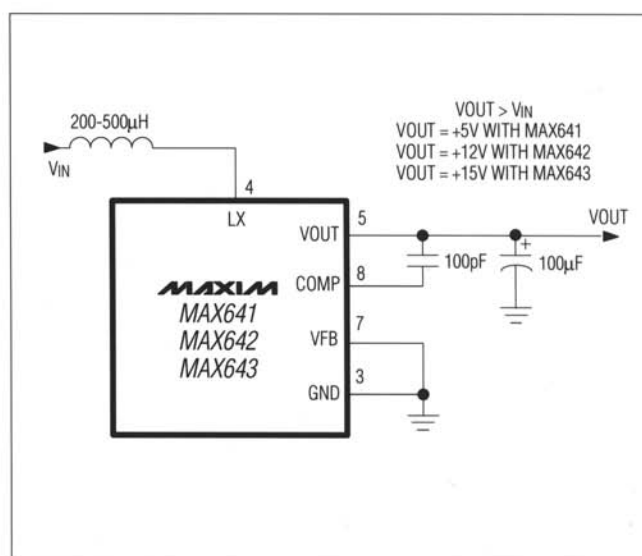 200-500µH
VIN
VOUT > VIN
VOUT = +5V WITH MAX641
VOUT = +12V WITH MAX642
VOUT = +15V WITH MAX643
4
LX
VOUT
5
VOUT
100pF
+
100µF
COMP
8
MAXIM
MAX641
MAX642
MAX643
VFB
7
GND
3